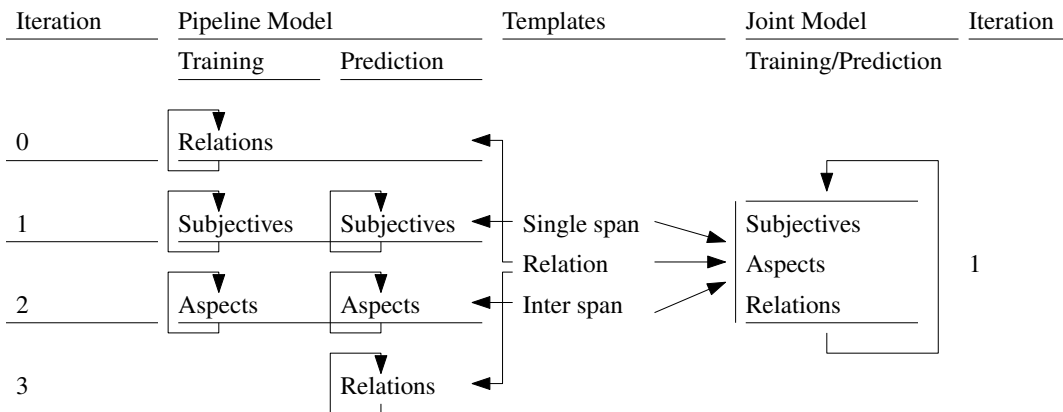 Iteration Pipeline Model Templates Joint Model Iteration
Training Prediction Training/Prediction
0 Relations
1 Subjectives Subjectives Single span Subjectives
Relation Aspects 1
2 Aspects Aspects Inter span Relations
3 Relations